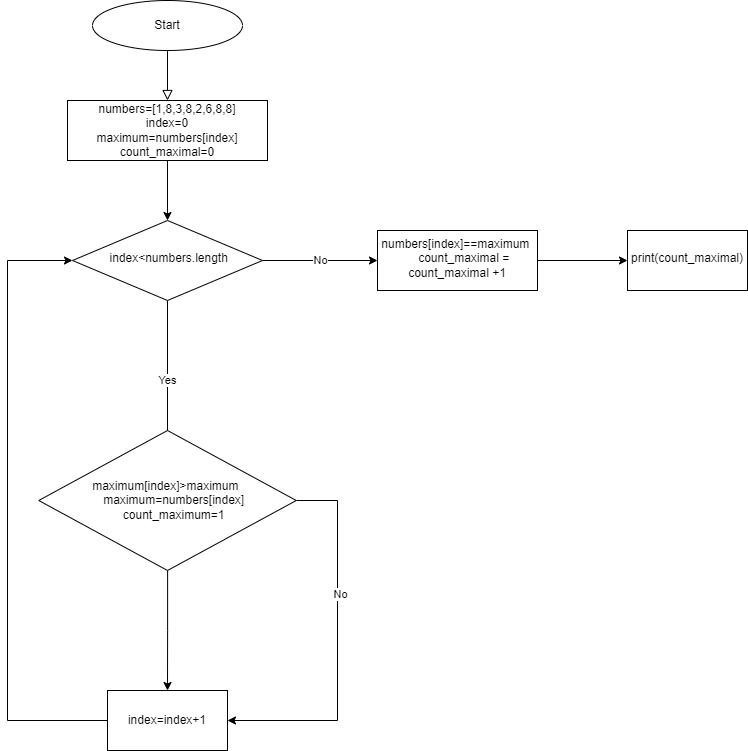 Start
numbers=[1,8,3,8,2,6,8,8]
index=0
maximum=numbers[index]
count_maximal=0
index<numbers.length
No
numbers[index]==maximum
count_maximal =
count_maximal +1
print(count_maximal)
Yes
maximum[index]>maximum
maximum=numbers[index]
count_maximum=1
No
index=index+1